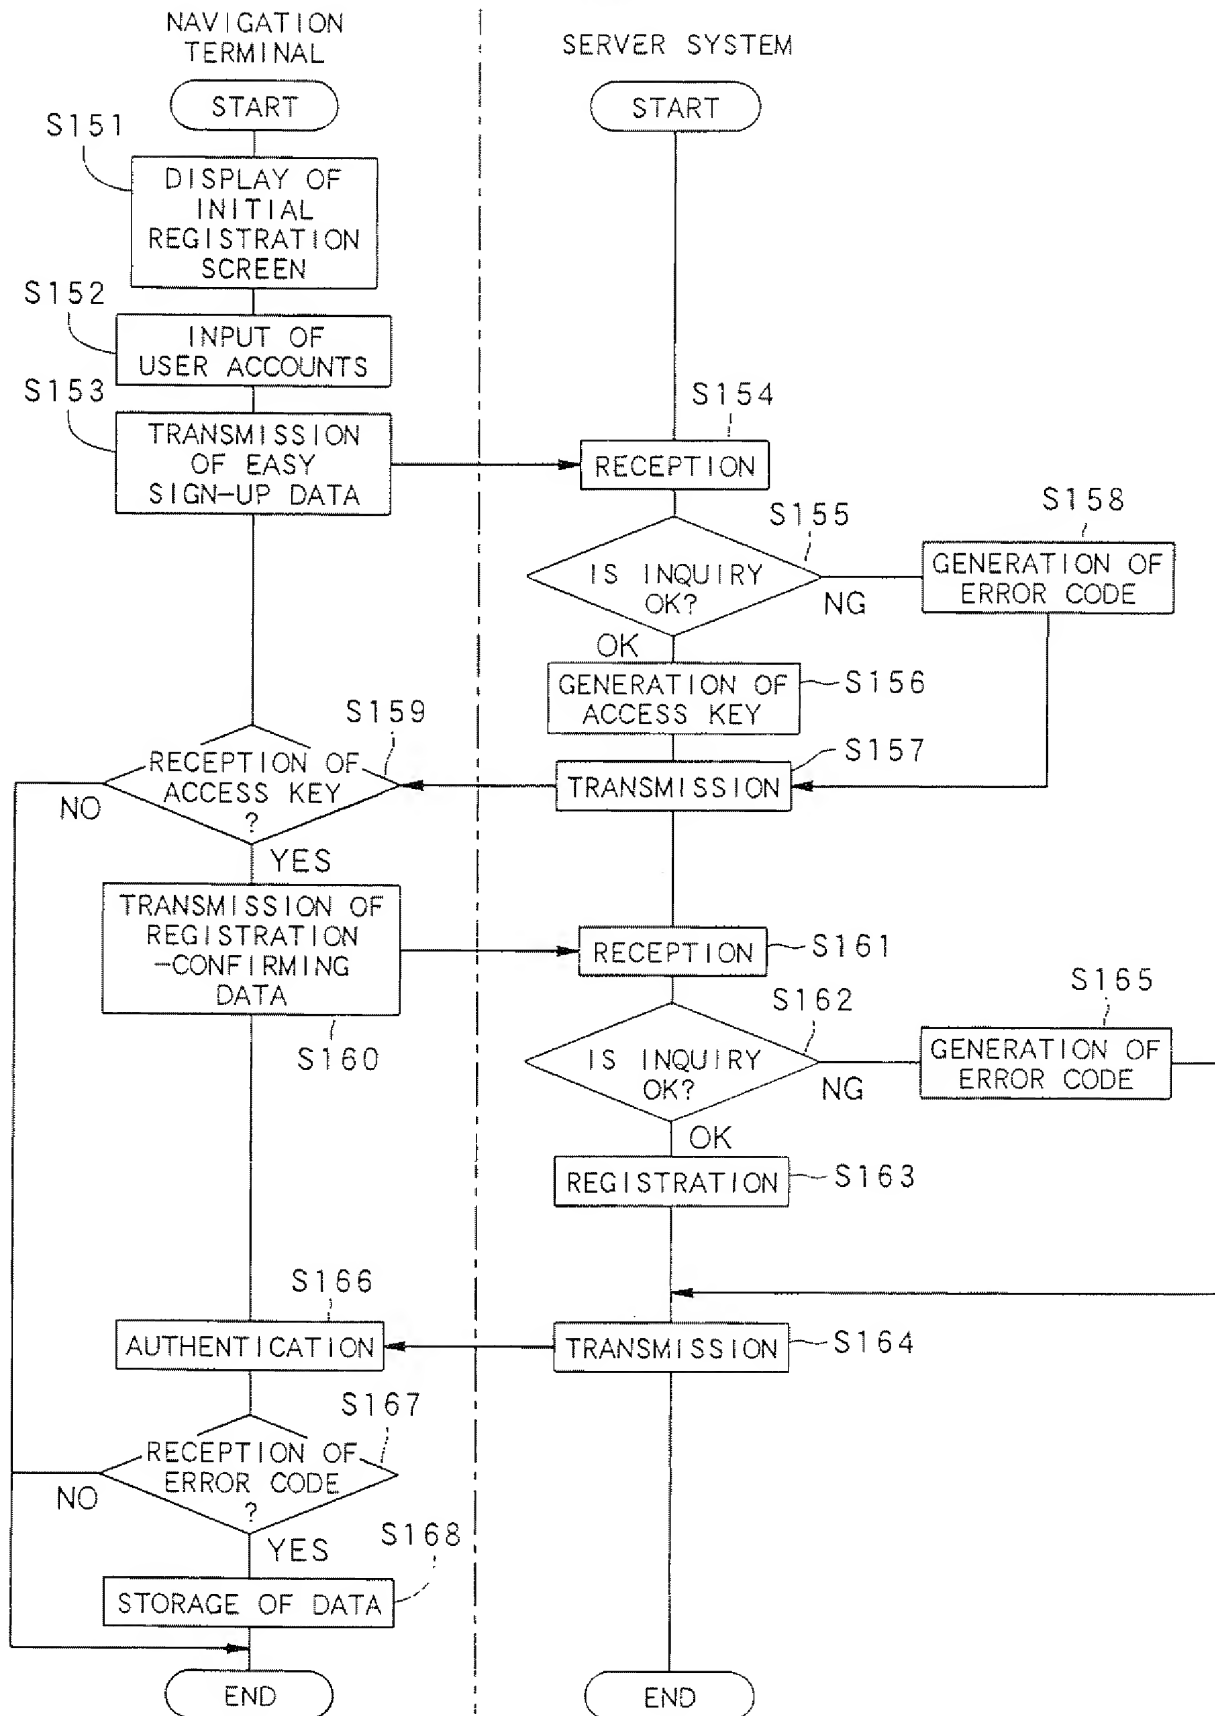 NAVIGATION
TERMINAL
SERVER SYSTEM
START
START
S151
DISPLAY OF
INITIAL
REGISTRATION
SCREEN
S152
INPUT OF
USER ACCOUNTS
S153
TRANSMISSION
OF EASY
SIGN-UP DATA
S154
RECEPTION
S155
IS INQUIRY
OK?
NG
OK
S158
GENERATION OF
ERROR CODE
GENERATION OF
ACCESS KEY
S156
S159
RECEPTION OF
ACCESS KEY
?
NO
YES
TRANSMISSION
S157
TRANSMISSION OF
REGISTRATION
-CONFIRMING
DATA
S160
RECEPTION
S161
S162
IS INQUIRY
OK?
NG
OK
S165
GENERATION OF
ERROR CODE
REGISTRATION
S163
S166
AUTHENTICATION
TRANSMISSION
S164
S167
RECEPTION OF
ERROR CODE
?
NO
YES
S168
STORAGE OF DATA
END
END